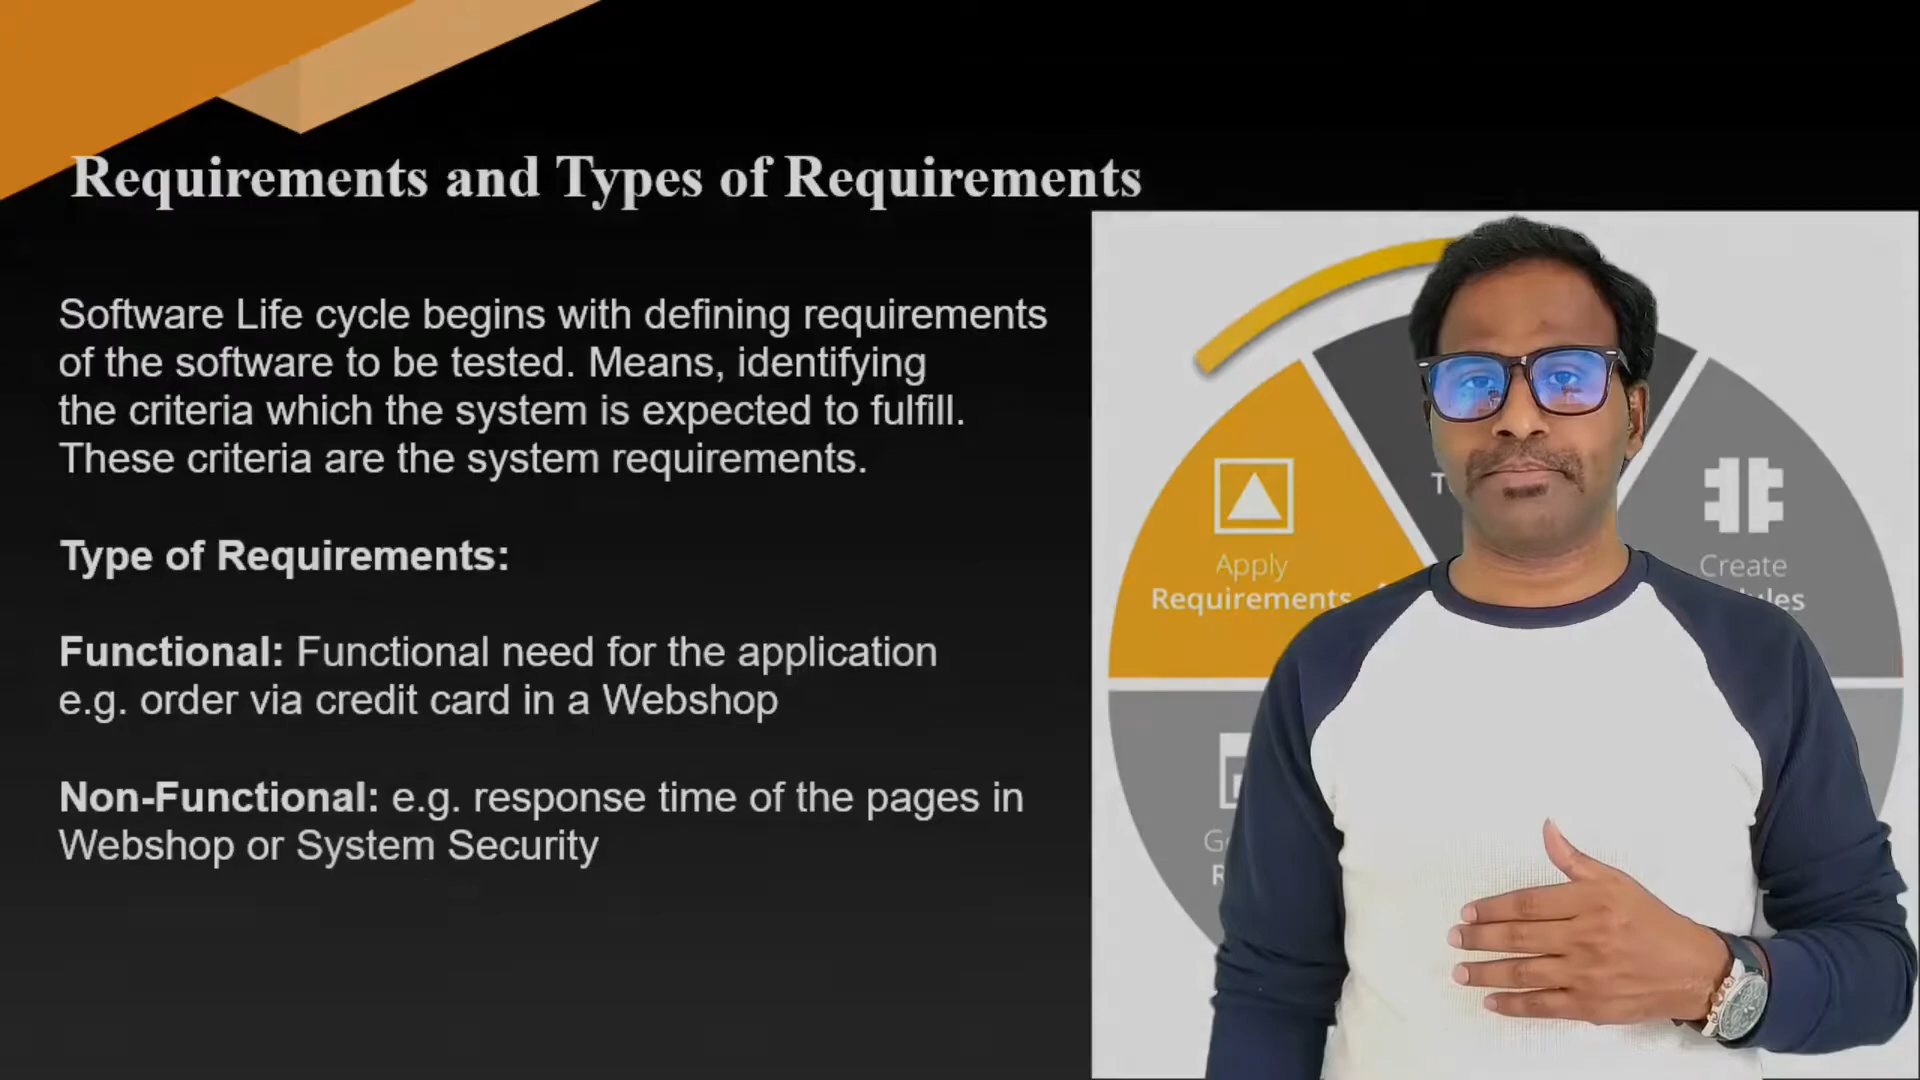 Requirements and Types of Requirements
Software Life cycle begins with defining requirements
of the software to be tested. Means, identifying
the criteria which the system is expected to fulfill.
These criteria are the system requirements.
Type of Requirements:
Functional: Functional need for the application
e.g. order via credit card in a Webshop
Non-Functional: e.g. response time of the pages in
Webshop or System Security
Apply
Requirements
Create